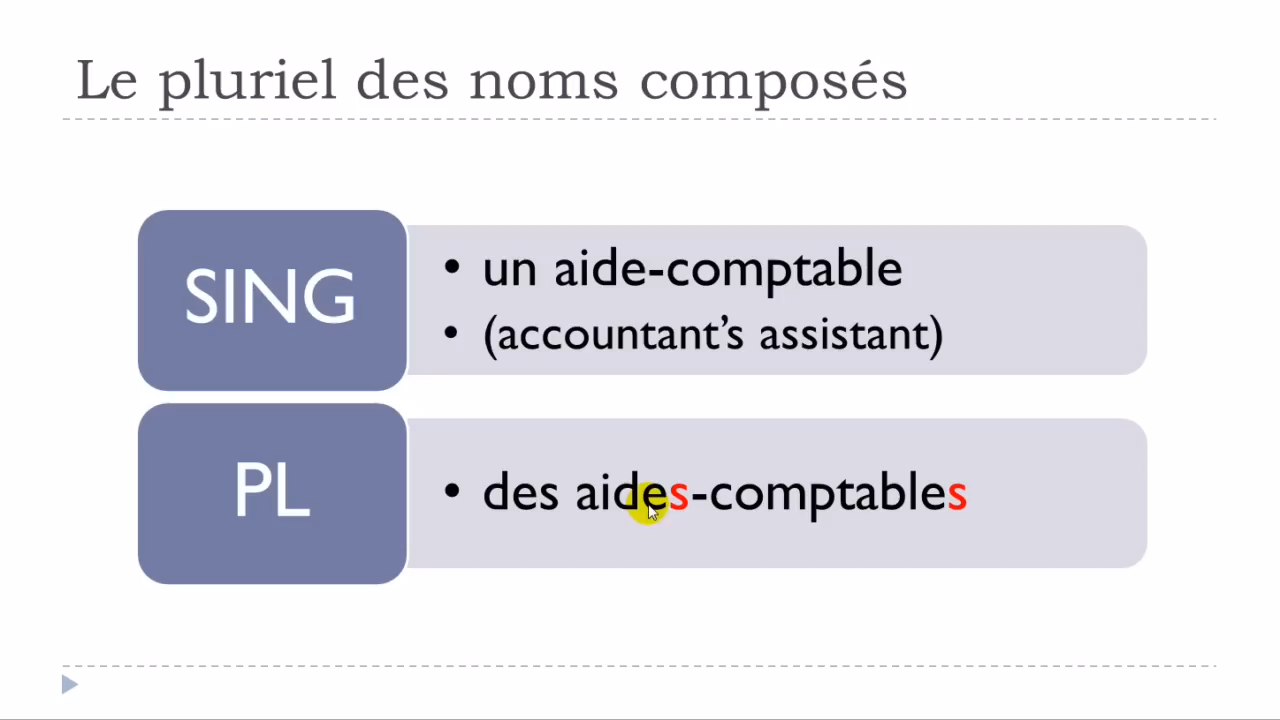 Le pluriel des noms composés
SING
• un aide-comptable
• (accountant’s assistant)
PL
• des aides-comptables